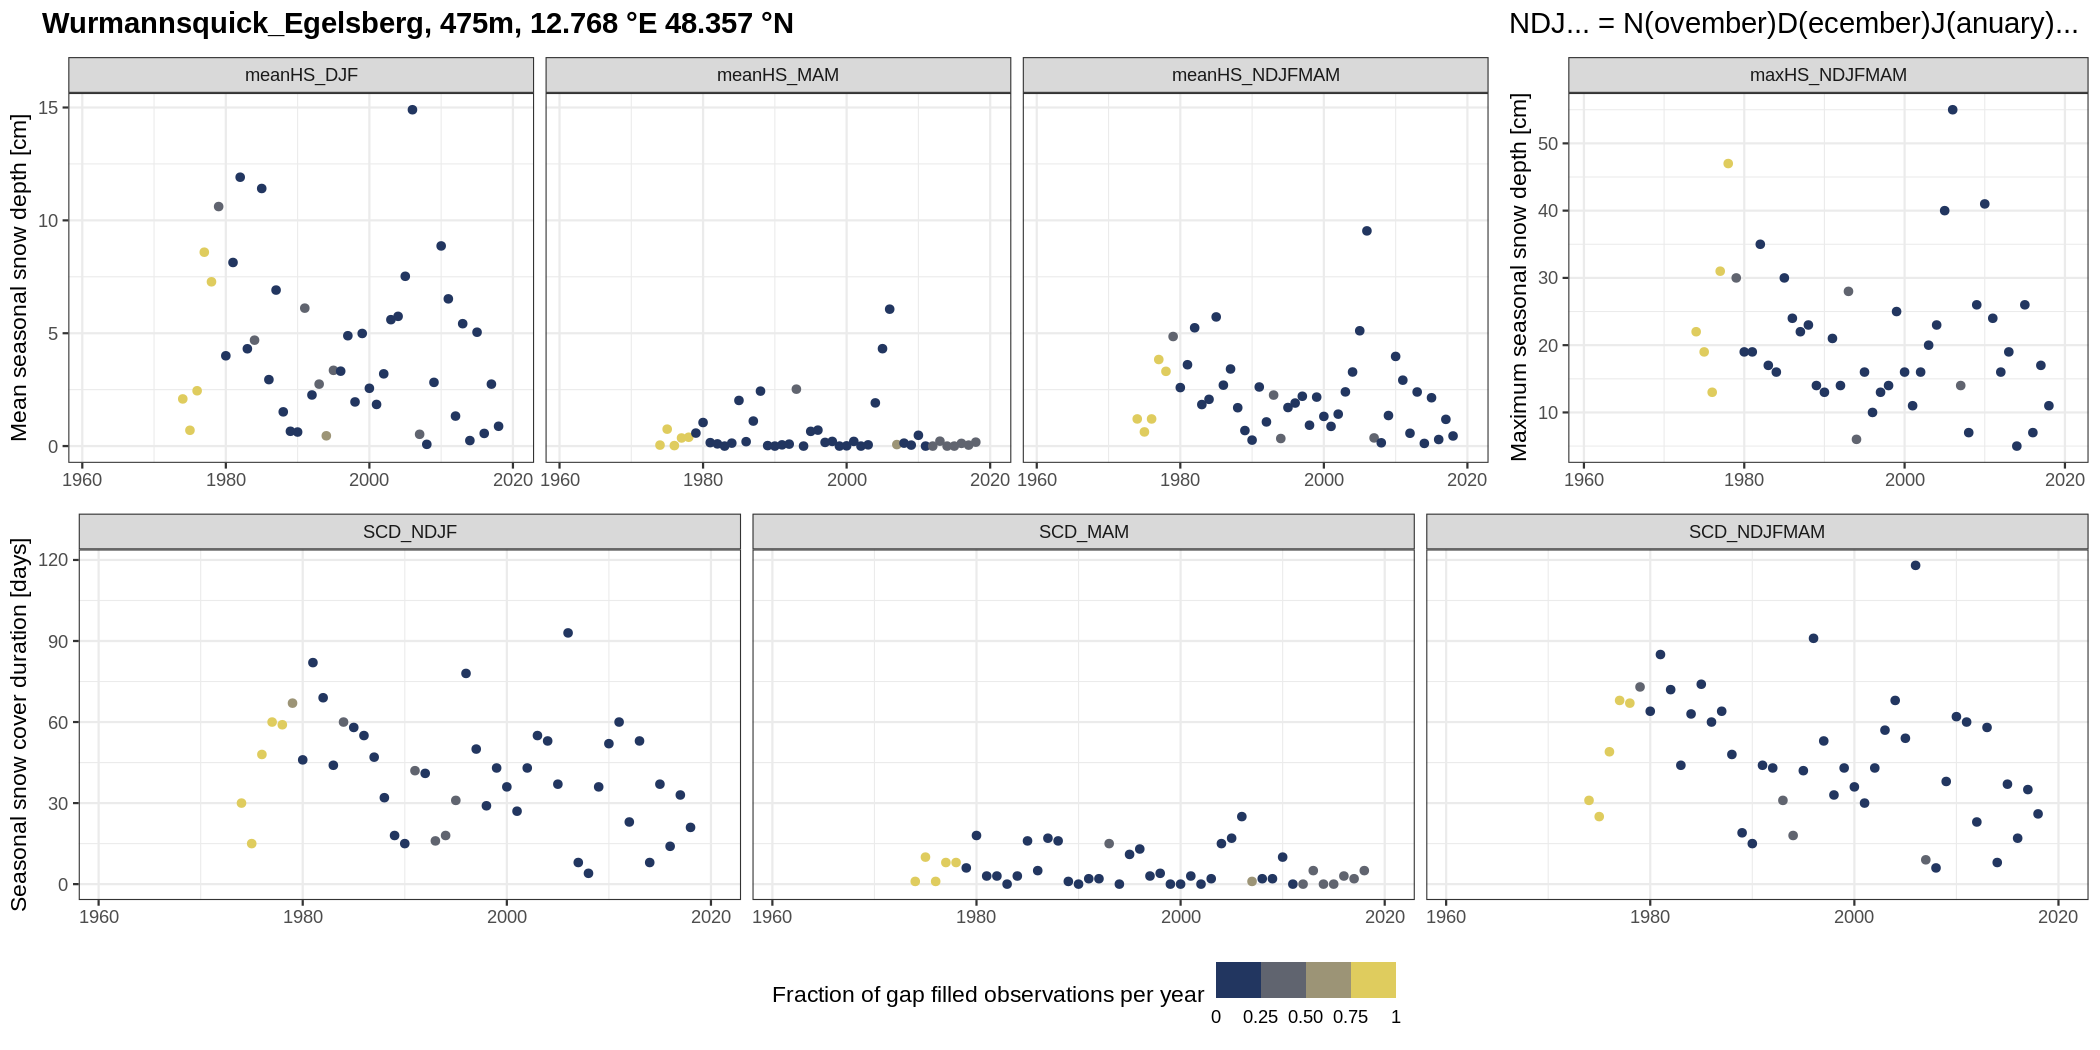 Wurmannsquick_Egelsberg, 475m, 12.768 °E 48.357 °N
NDJ... = N(ovember)D(ecember)J(anuary)...
meanHS_DJF
meanHS_MAM
meanHS_NDJFMAM
maxHS_NDJFMAM
Mean seasonal snow depth [cm]
15
10
5
0
1960 1980 2000 2020
1960 1980 2000 2020
1960 1980 2000 2020
Maximum seasonal snow depth [cm]
50
40
30
20
10
1960 1980 2000 2020
SCD_NDJF
SCD_MAM
SCD_NDJFMAM
Seasonal snow cover duration [days]
120
90
60
30
0
1960 1980 2000 2020
1960 1980 2000 2020
1960 1980 2000 2020
Fraction of gap filled observations per year
0 0.25 0.50 0.75 1